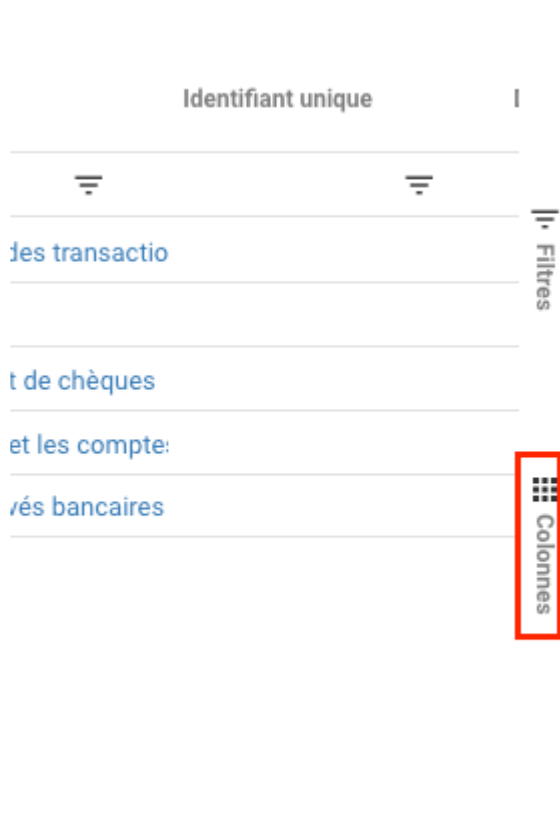 Identifiant unique
des transactio
t de chèques
et les compte
vés bancaires
Filtres
Colonnes